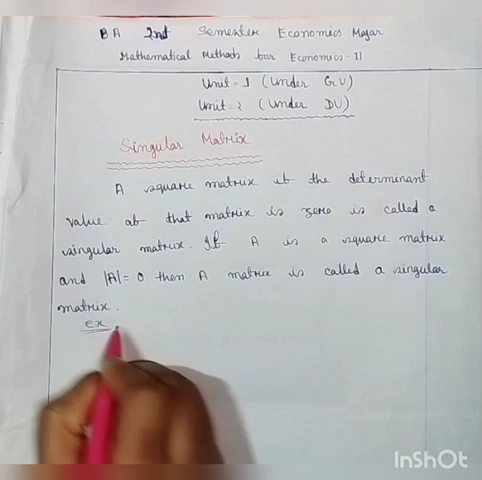 BA 2nd Semester Economics Major
Mathematical Methods for Economics-II
Unit-1 (Under GU)
Unit-2 (Under DU)
Singular Matrix
A square matrix if the determinant
value of that matrix is zero is called a
singular matrix. If A is a square matrix
and |A|=0 then A matrix is called a singular
matrix.
ex:
InShOt